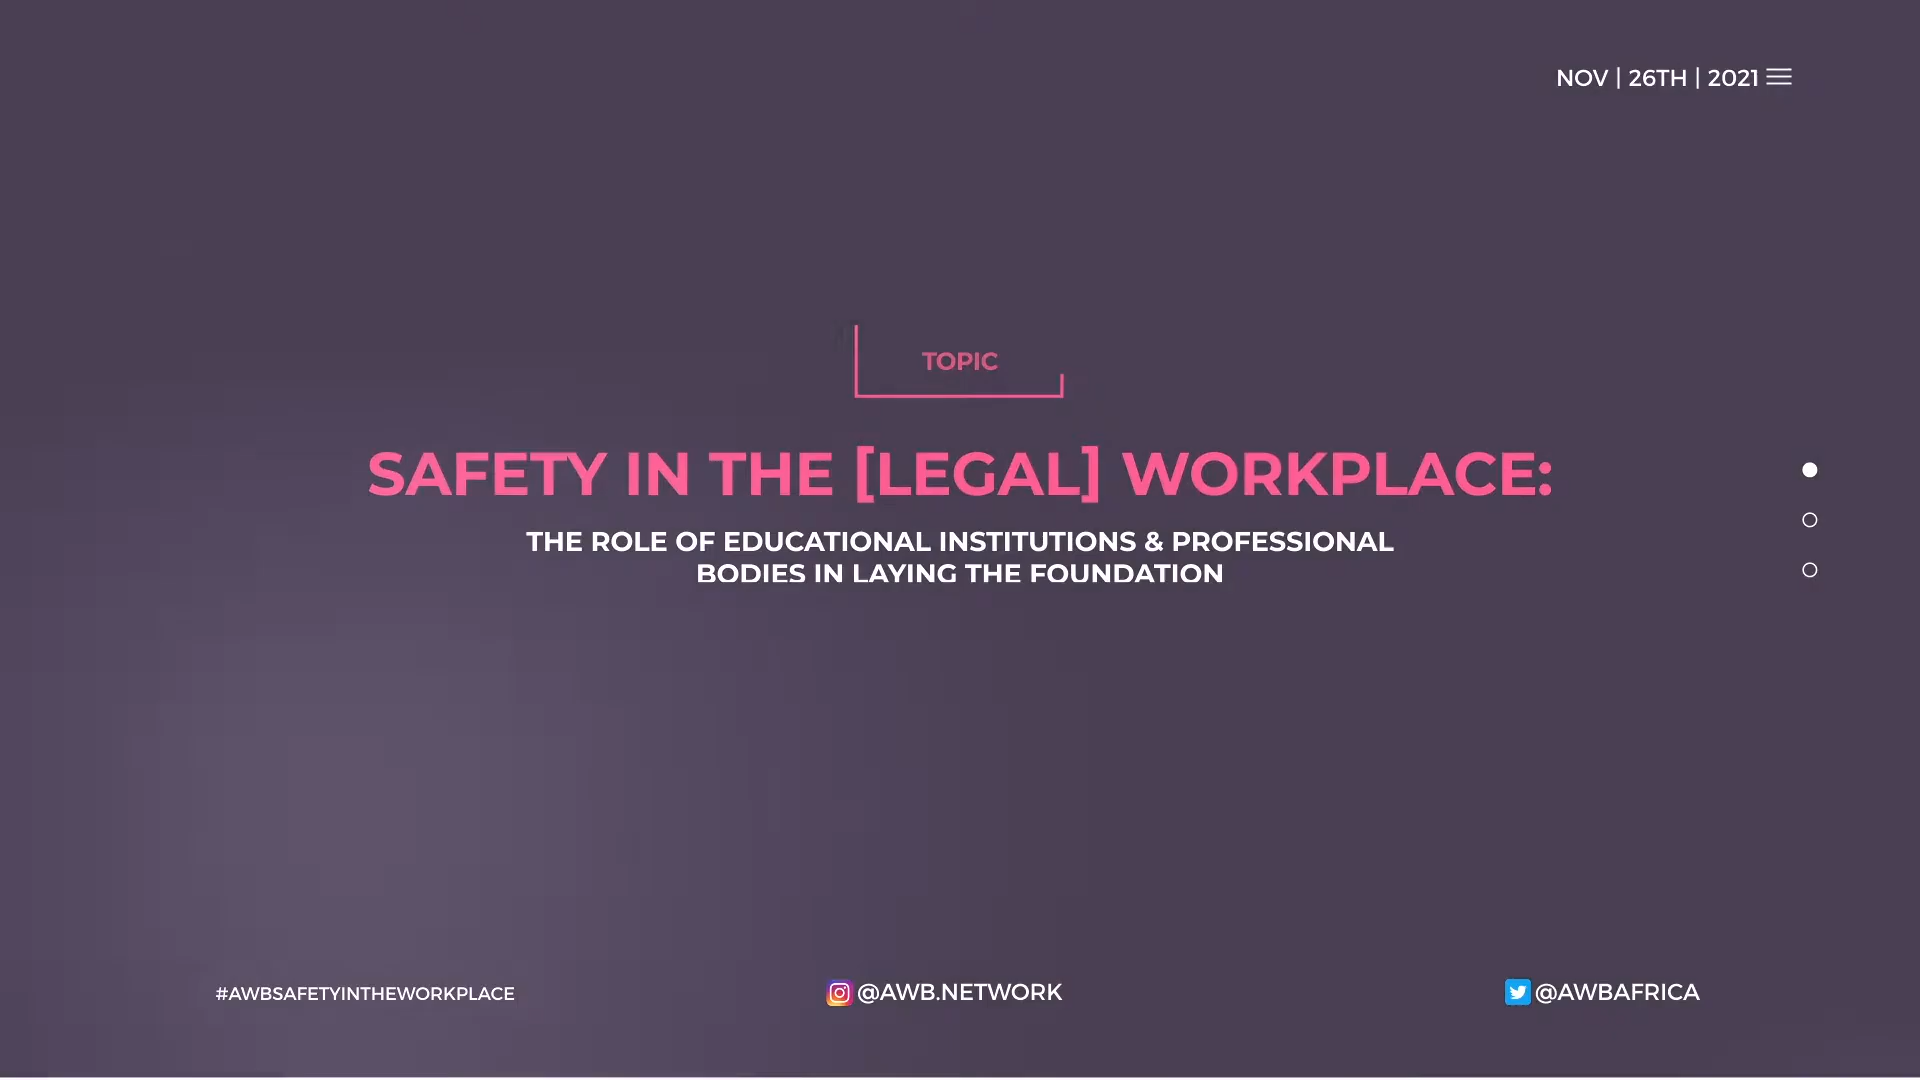 NOV | 26TH | 2021
TOPIC
SAFETY IN THE [LEGAL] WORKPLACE:
THE ROLE OF EDUCATIONAL INSTITUTIONS & PROFESSIONAL
BODIES IN LAYING THE FOUNDATION
#AWBSAFETYINTHEWORKPLACE
@AWB.NETWORK
@AWBAFRICA